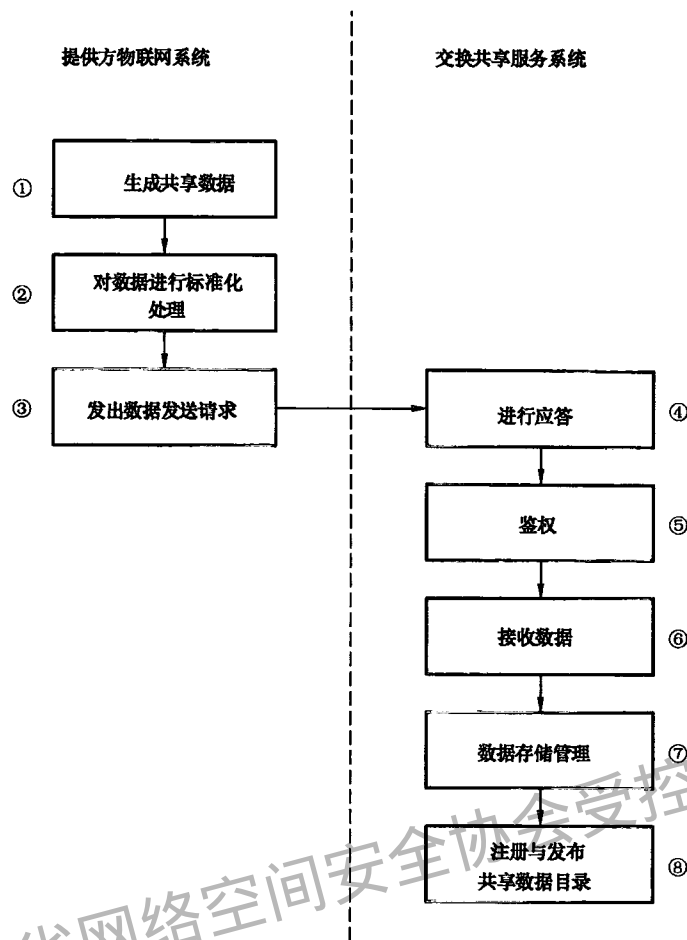 提供方物联网系统
交换共享服务系统
① 生成共享数据
② 对数据进行标准化
处理
③ 发出数据发送请求
进行应答 ④
鉴权 ⑤
接收数据 ⑥
数据存储管理 ⑦
注册与发布
共享数据目录 ⑧
省网络空间安全协会受控